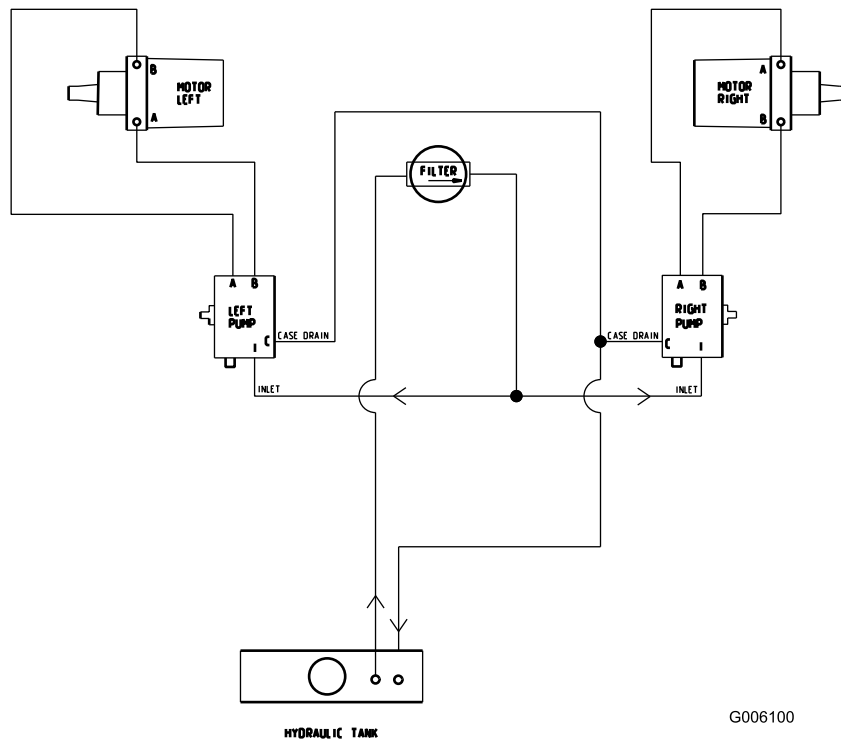 B
MOTOR
LEFT
A
A
MOTOR
RIGHT
B
FILTER
A B
LEFT
PUMP
C
I
CASE DRAIN
INLET
A B
RIGHT
PUMP
C
I
CASE DRAIN
INLET
HYDRAULIC TANK
G006100